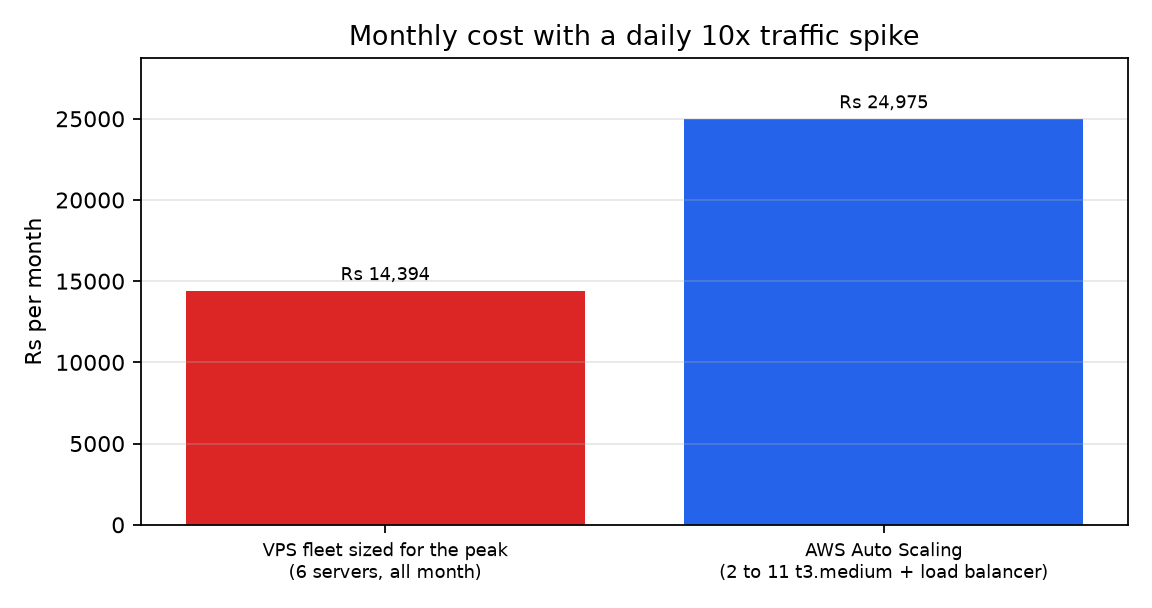 Monthly cost with a daily 10x traffic spike
Rs per month
25000
20000
15000
10000
5000
0
Rs 14,394
Rs 24,975
VPS fleet sized for the peak
(6 servers, all month)
AWS Auto Scaling
(2 to 11 t3.medium + load balancer)